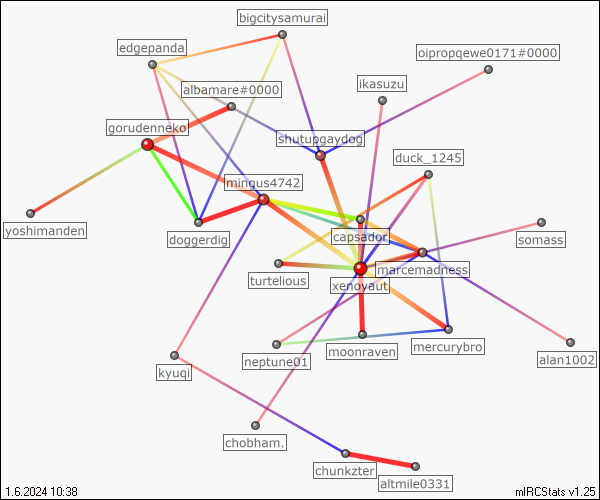 bigcitysamurai
edgepanda
oipropqewe0171#0000
ikasuzu
albamare#0000
gorudenneko
shutupgaydog
duck_1245
mingus4742
yoshimanden
doggerdig
capsador
somass
marcemadness
turtelious
xenoyaut
mercurybro
moonraven
neptune01
alan1002
kyuqi
chobham.
chunkzter
altmile0331
1.6.2024 10:38
mIRCStats v1.25